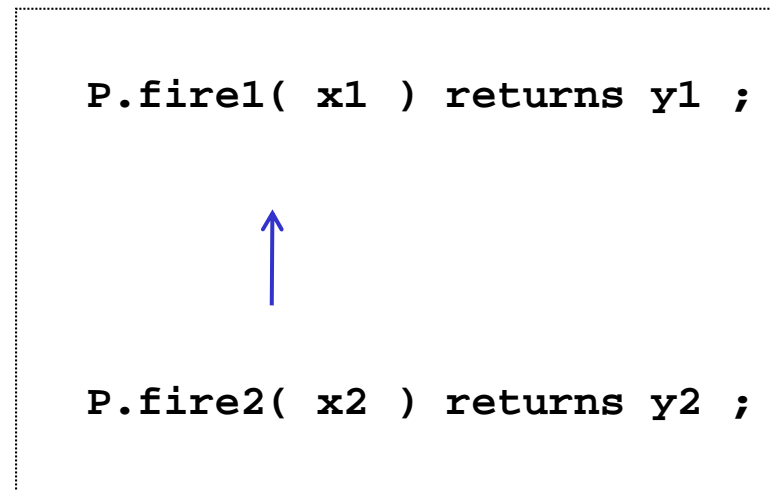 P.fire1( x1 ) returns y1 ;
P.fire2( x2 ) returns y2 ;